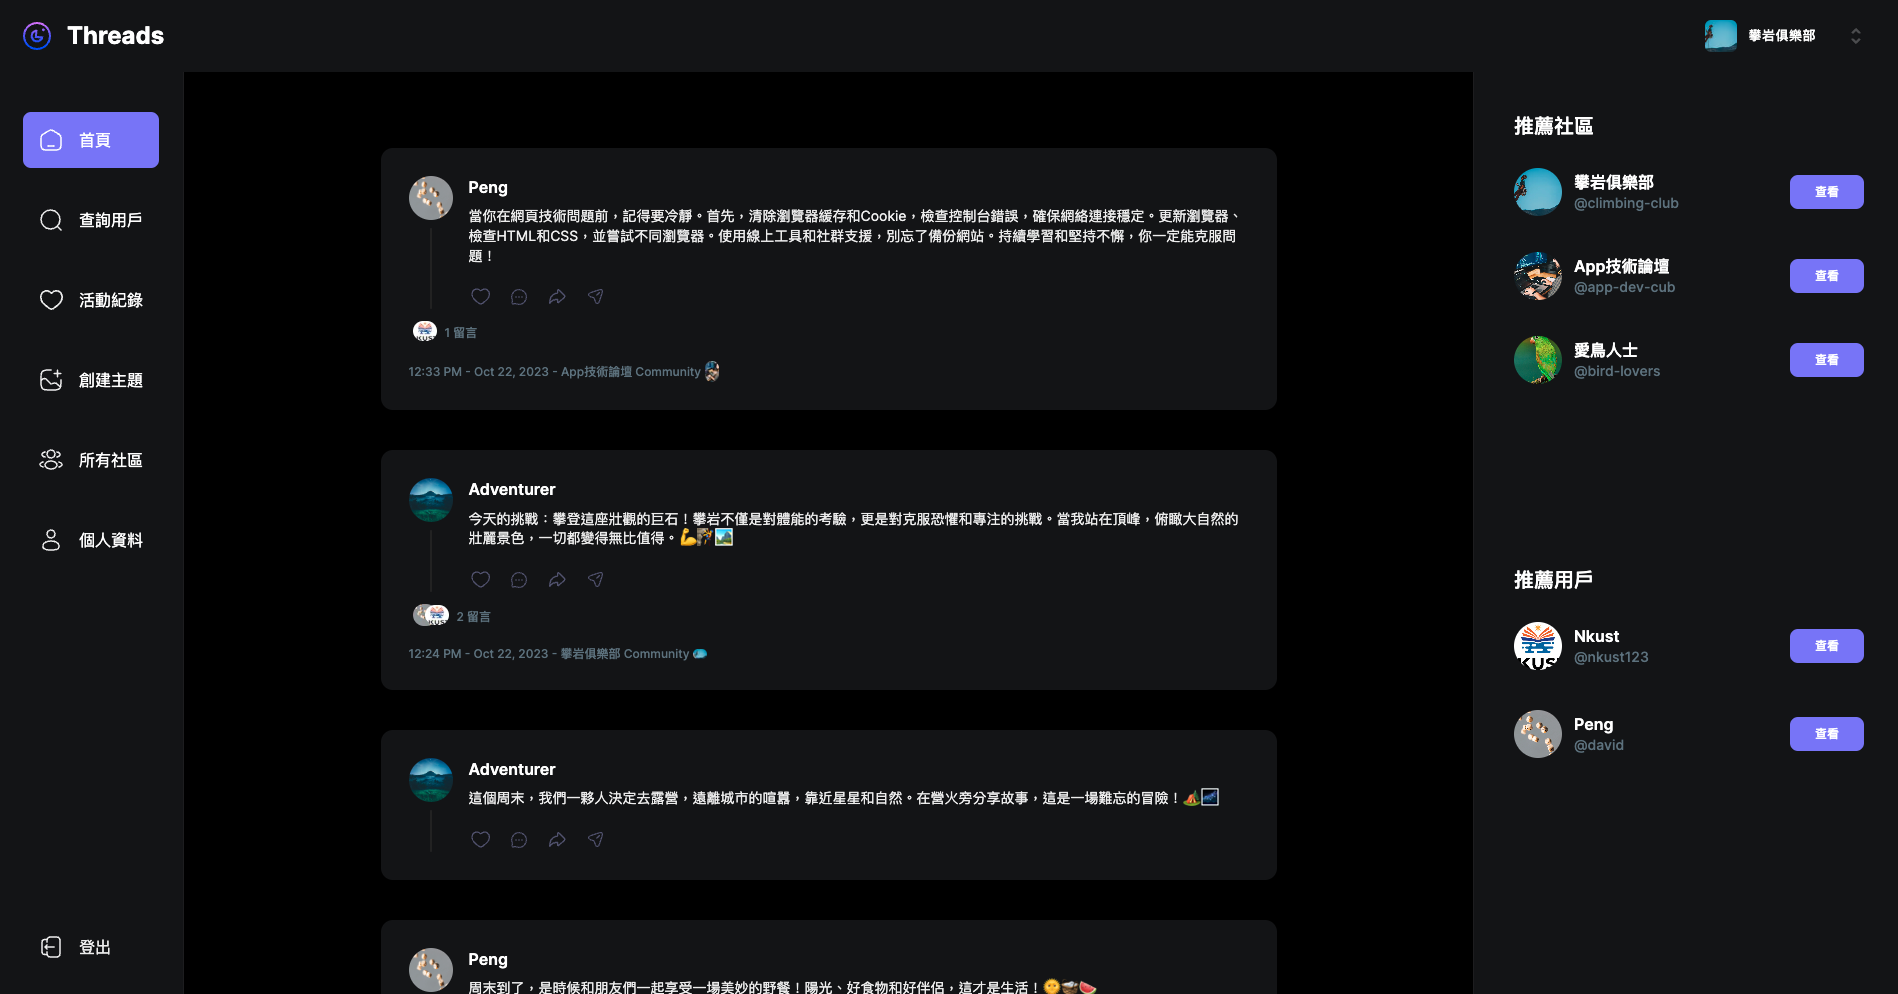 Threads
攀岩俱樂部
首頁
查詢用戶
活動紀錄
創建主題
所有社區
個人資料
登出
Peng
當你在網頁技術問題前，記得要冷靜。首先，清除瀏覽器緩存和Cookie，檢查控制台錯誤，確保網絡連接穩定。更新瀏覽器、
檢查HTML和CSS，並嘗試不同瀏覽器。使用線上工具和社群支援，別忘了備份網站。持續學習和堅持不懈，你一定能克服問
題！
1 留言
12:33 PM - Oct 22, 2023 - App技術論壇 Community
Adventurer
今天的挑戰：攀登這座壯觀的巨石！攀岩不僅是對體能的考驗，更是對克服恐懼和專注的挑戰。當我站在頂峰，俯瞰大自然的
壯麗景色，一切都變得無比值得。💪🧗🏞️
2 留言
12:24 PM - Oct 22, 2023 - 攀岩俱樂部 Community
Adventurer
這個周末，我們一夥人決定去露營，遠離城市的喧囂，靠近星星和自然。在營火旁分享故事，這是一場難忘的冒險！🏕️🌌
Peng
周末到了，是時候和朋友們一起享受一場美妙的野餐！陽光、好食物和好伴侶，這才是生活！🌞🧺🍉
推薦社區
攀岩俱樂部
@climbing-club
查看
App技術論壇
@app-dev-cub
查看
愛鳥人士
@bird-lovers
查看
推薦用戶
KUS
Nkust
@nkust123
查看
Peng
@david
查看